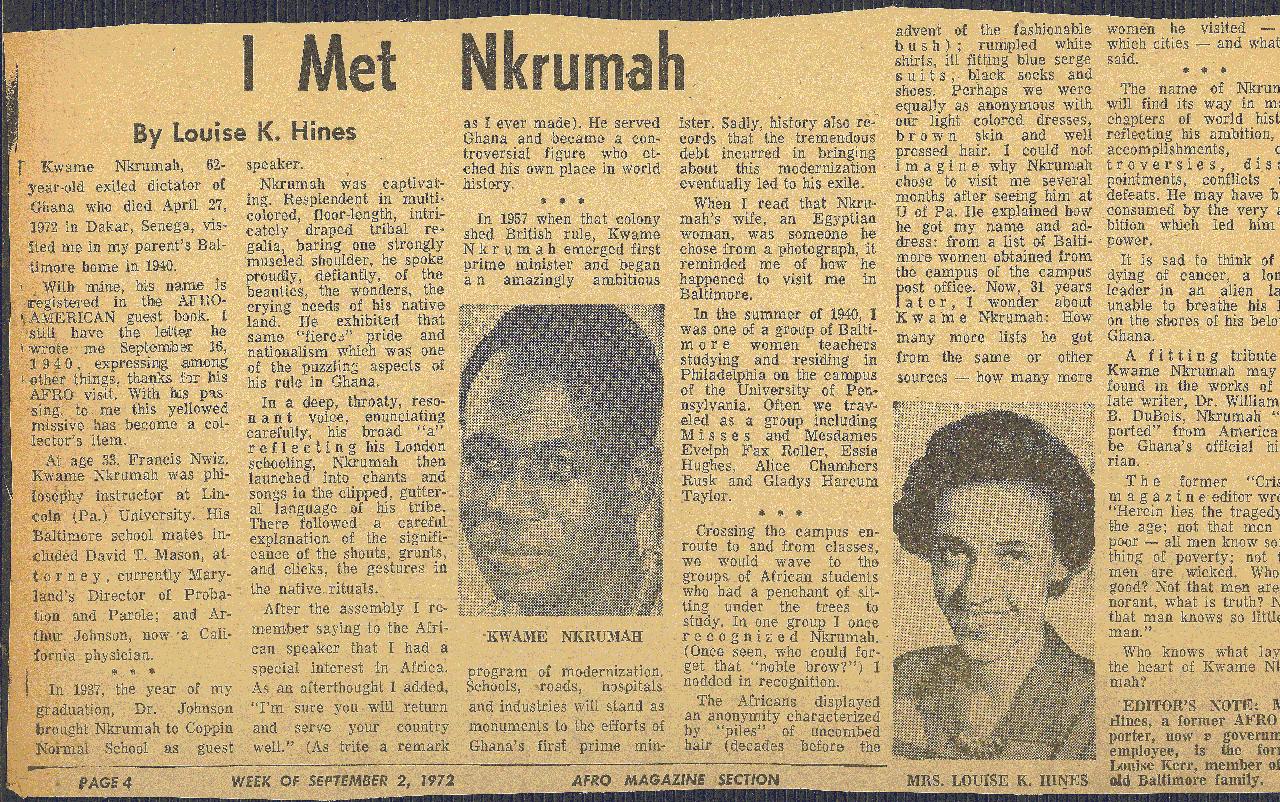 I Met Nkrumah
By Louise K. Hines
Kwame Nkrumah, 62-
year-old exiled dictator of
Ghana who died April 27,
1972 in Dakar, Senega, vis-
ited me in my parent's Bal-
timore home in 1940.
With mine, his name is
registered in the AFRO-
AMERICAN guest book. I
still have the letter he
wrote me September 16,
1940, expressing among
other things, thanks for his
AFRO visit. With his pas-
sing, to me this yellowed
missive has become a col-
lector's item.
At age 33, Francis Nwiz,
Kwame Nkrumah was phi-
losophy instructor at Lin-
coln (Pa.) University. His
Baltimore school mates in-
cluded David T. Mason, at-
torney, currently Mary-
land's Director of Proba-
tion and Parole; and Ar-
thur Johnson, now a Cali-
fornia physician.
* * *
In 1937, the year of my
graduation, Dr. Johnson
brought Nkrumah to Coppin
Normal School as guest
speaker.
Nkrumah was captivat-
ing. Resplendent in multi-
colored, floor-length, intri-
cately draped tribal re-
galia, baring one strongly
muscled shoulder, he spoke
proudly, defiantly, of the
beauties, the wonders, the
crying needs of his native
land. He exhibited that
same "fierce" pride and
nationalism which was one
of the puzzling aspects of
his rule in Ghana.
In a deep, throaty, reso-
nant voice, enunciating
carefully, his broad "a"
reflecting his London
schooling, Nkrumah then
launched into chants and
songs in the clipped, gutter-
al language of his tribe.
There followed a careful
explanation of the signifi-
cance of the shouts, grunts,
and clicks, the gestures in
the native rituals.
After the assembly I re-
member saying to the Afri-
can speaker that I had a
special interest in Africa.
As an afterthought I added,
"I'm sure you will return
and serve your country
well." (As trite a remark
as I ever made). He served
Ghana and became a con-
troversial figure who et-
ched his own place in world
history.
* * *
In 1957 when that colony
shed British rule, Kwame
Nkrumah emerged first
prime minister and began
an amazingly ambitious
KWAME NKRUMAH
program of modernization.
Schools, roads, hospitals
and industries will stand as
monuments to the efforts of
Ghana's first prime min-
ister. Sadly, history also re-
cords that the tremendous
debt incurred in bringing
about this modernization
eventually led to his exile.
When I read that Nkru-
mah's wife, an Egyptian
woman, was someone he
chose from a photograph, it
reminded me of how he
happened to visit me in
Baltimore.
In the summer of 1940, I
was one of a group of Balti-
more women teachers
studying and residing in
Philadelphia on the campus
of the University of Pen-
nsylvania. Often we trav-
eled as a group including
Misses and Mesdames
Evelph Fax Roller, Essie
Hughes, Alice Chambers
Rusk and Gladys Harcum
Taylor.
* * *
Crossing the campus en-
route to and from classes,
we would wave to the
groups of African students
who had a penchant of sit-
ting under the trees to
study. In one group I once
recognized Nkrumah.
(Once seen, who could for-
get that "noble brow?") I
nodded in recognition.
The Africans displayed
an anonymity characterized
by "piles" of uncombed
hair (decades before the
advent of the fashionable
bush); rumpled white
shirts, ill fitting blue serge
suits, black socks and
shoes. Perhaps we were
equally as anonymous with
our light colored dresses,
brown skin and well
pressed hair. I could not
imagine why Nkrumah
chose to visit me several
months after seeing him at
U of Pa. He explained how
he got my name and ad-
dress: from a list of Balti-
more women obtained from
the campus of the campus
post office. Now, 31 years
later, I wonder about
Kwame Nkrumah: How
many more lists he got
from the same or other
sources — how many more
MRS. LOUISE K. HINES
women he visited —
which cities — and what
said.
* * *
The name of Nkrum
will find its way in m
chapters of world hist
reflecting his ambition,
accomplishments, c
troversies, dis
pointments, conflicts
defeats. He may have b
consumed by the very
bition which led him
power.
It is sad to think of
dying of cancer, a lon
leader in an alien la
unable to breathe his
on the shores of his belo
Ghana.
A fitting tribute
Kwame Nkrumah may
found in the works of
late writer, Dr. William
B. DuBois. Nkrumah "
ported" from America
be Ghana's official hi
rian.
The former "Cris
magazine editor wro
"Herein lies the tragedy
the age; not that men
poor — all men know so
thing of poverty; not
men are wicked. Who
good? Not that men are
norant, what is truth? N
that man knows so little
man."
Who knows what lay
the heart of Kwame Nk
mah?
EDITOR'S NOTE: M
Hines, a former AFRO
porter, now a governm
employee, is the for
Louise Kerr, member of
old Baltimore family.
PAGE 4 WEEK OF SEPTEMBER 2, 1972 AFRO MAGAZINE SECTION